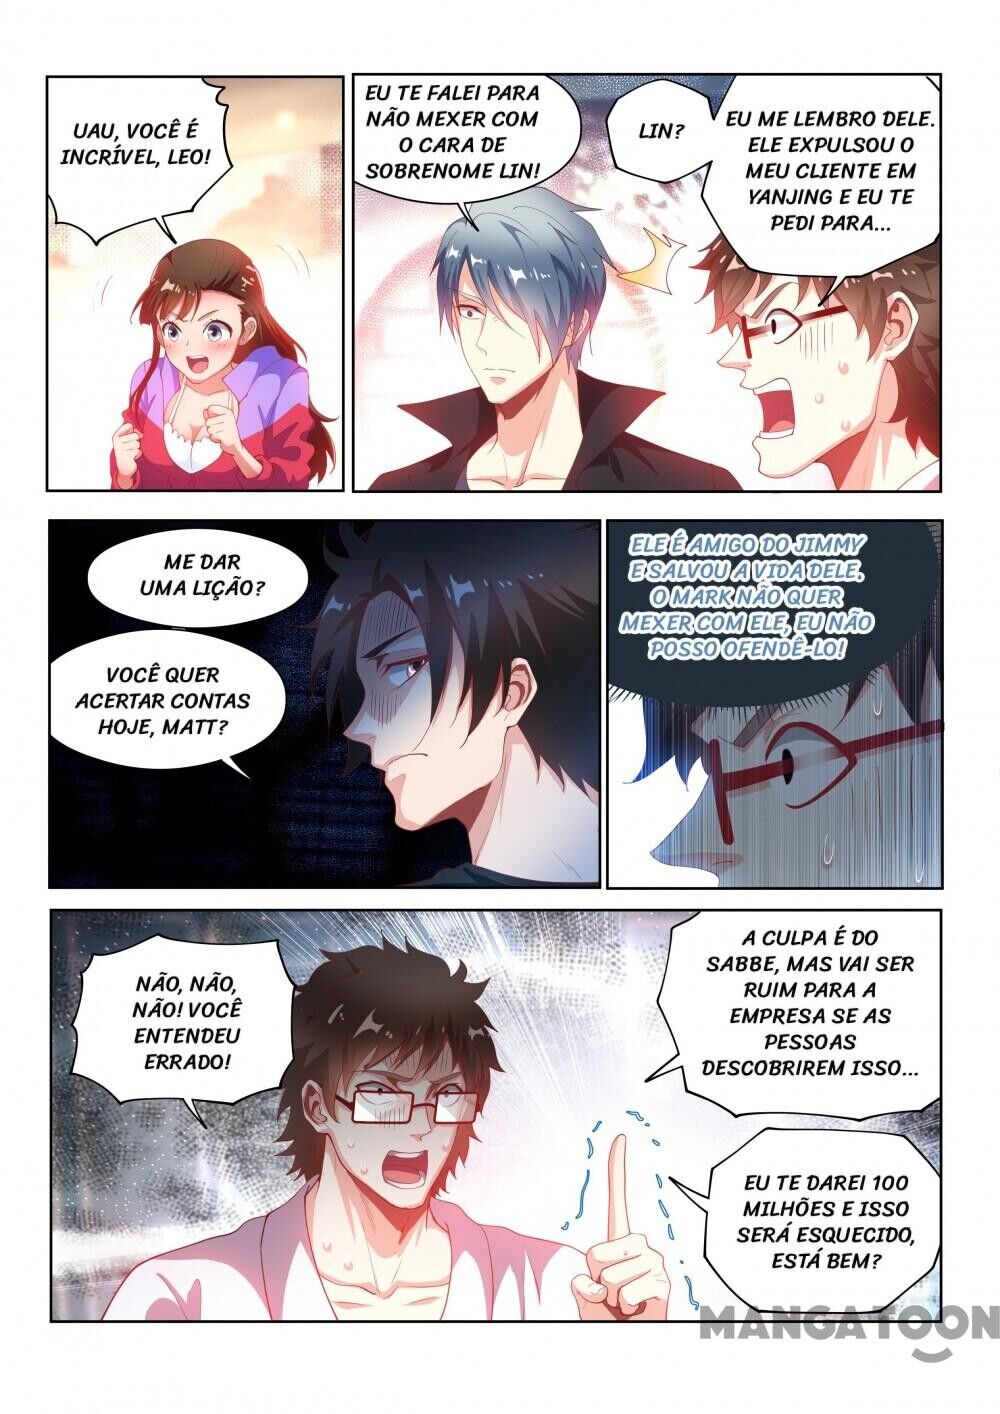 UAU, VOCÊ É
INCRÍVEL, LEO!
EU TE FALEI PARA
NÃO MEXER COM
O CARA DE
SOBRENOME LIN!
LIN?
EU ME LEMBRO DELE.
ELE EXPULSOU O
MEU CLIENTE EM
YANJING E EU TE
PEDI PARA...
ME DAR
UMA LIÇÃO?
VOCÊ QUER
ACERTAR CONTAS
HOJE, MATT?
ELE É AMIGO DO JIMMY
E SALVOU A VIDA DELE.
O MARK NÃO QUER
MEXER COM ELE, EU NÃO
POSSO OFENDÊ-LO!
NÃO, NÃO,
NÃO! VOCÊ
ENTENDEU
ERRADO!
A CULPA É DO
SABBE, MAS VAI SER
RUIM PARA A
EMPRESA SE AS
PESSOAS
DESCOBRIREM ISSO...
EU TE DAREI 100
MILHÕES E ISSO
SERÁ ESQUECIDO,
ESTÁ BEM?
MANGATOON